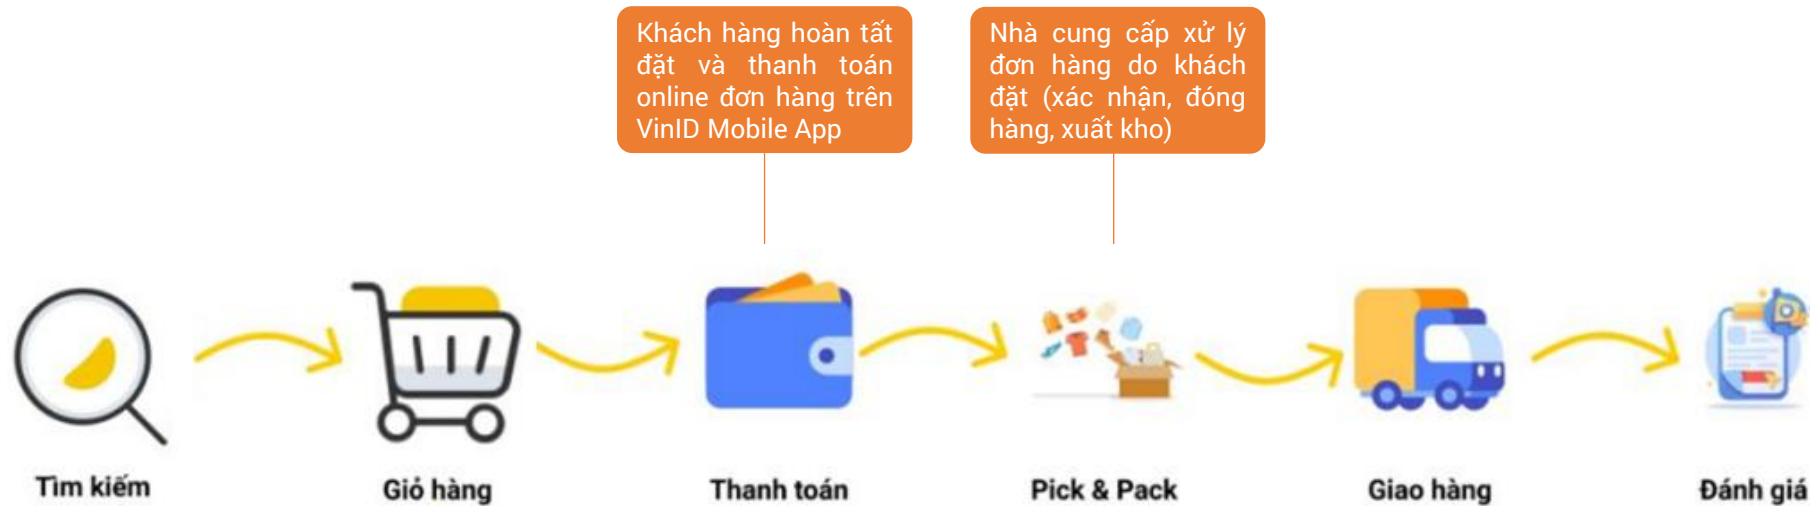 Khách hàng hoàn tất
đặt và thanh toán
online đơn hàng trên
VinID Mobile App
Nhà cung cấp xử lý
đơn hàng do khách
đặt (xác nhận, đóng
hàng, xuất kho)
Tìm kiếm
Giỏ hàng
Thanh toán
Pick & Pack
Giao hàng
Đánh giá